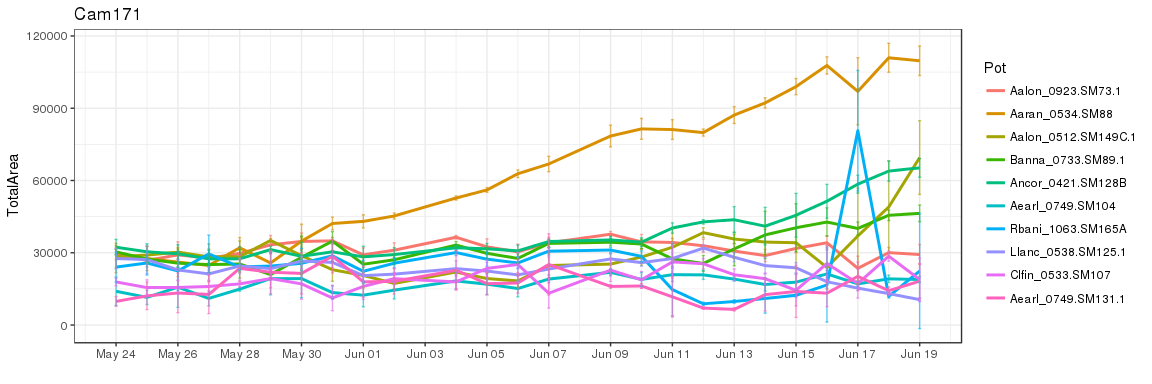 Cam171
TotalArea
120000
90000
60000
30000
0
May 24
May 26
May 28
May 30
Jun 01
Jun 03
Jun 05
Jun 07
Jun 09
Jun 11
Jun 13
Jun 15
Jun 17
Jun 19
Pot
Aalon_0923.SM73.1
Aaran_0534.SM88
Aalon_0512.SM149C.1
Banna_0733.SM89.1
Ancor_0421.SM128B
Aearl_0749.SM104
Rbani_1063.SM165A
Llanc_0538.SM125.1
Clfin_0533.SM107
Aearl_0749.SM131.1